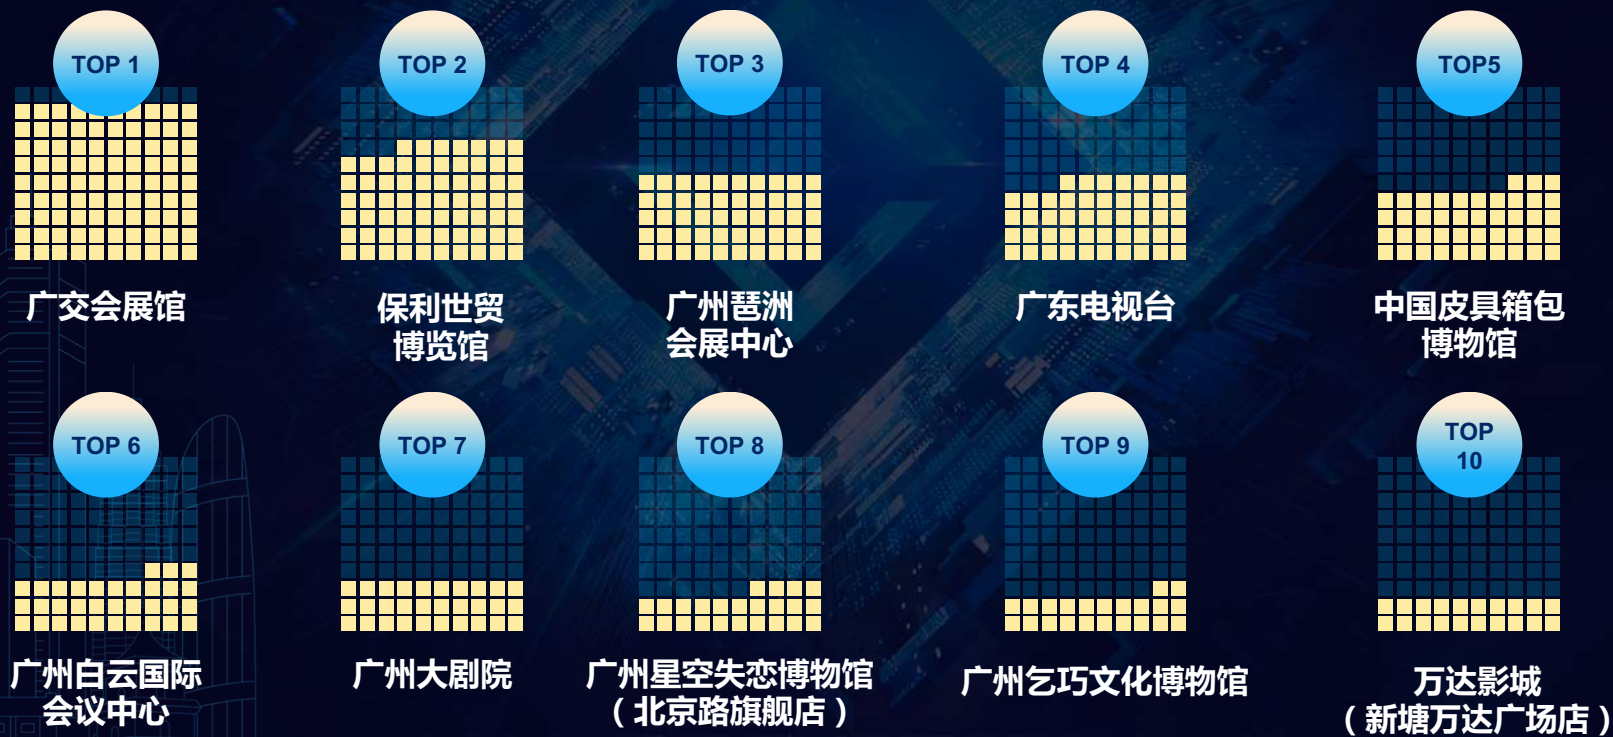 TOP 1
TOP 2
TOP 3
TOP 4
TOP5
广交会展馆
保利世贸
博览馆
广州琶洲
会展中心
广东电视台
中国皮具箱包
博物馆
TOP 6
TOP 7
TOP 8
TOP 9
TOP
10
广州白云国际
会议中心
广州大剧院
广州星空失恋博物馆
（北京路旗舰店）
广州乞巧文化博物馆
万达影城
（新塘万达广场店）